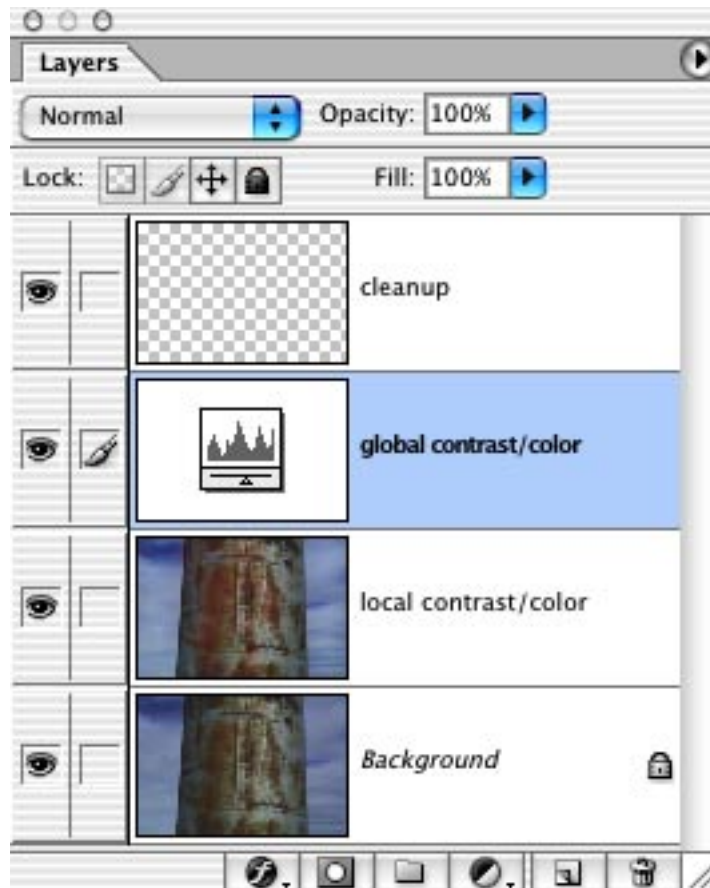 Layers
Normal Opacity: 100%
Lock: Fill: 100%
cleanup
global contrast/color
local contrast/color
Background